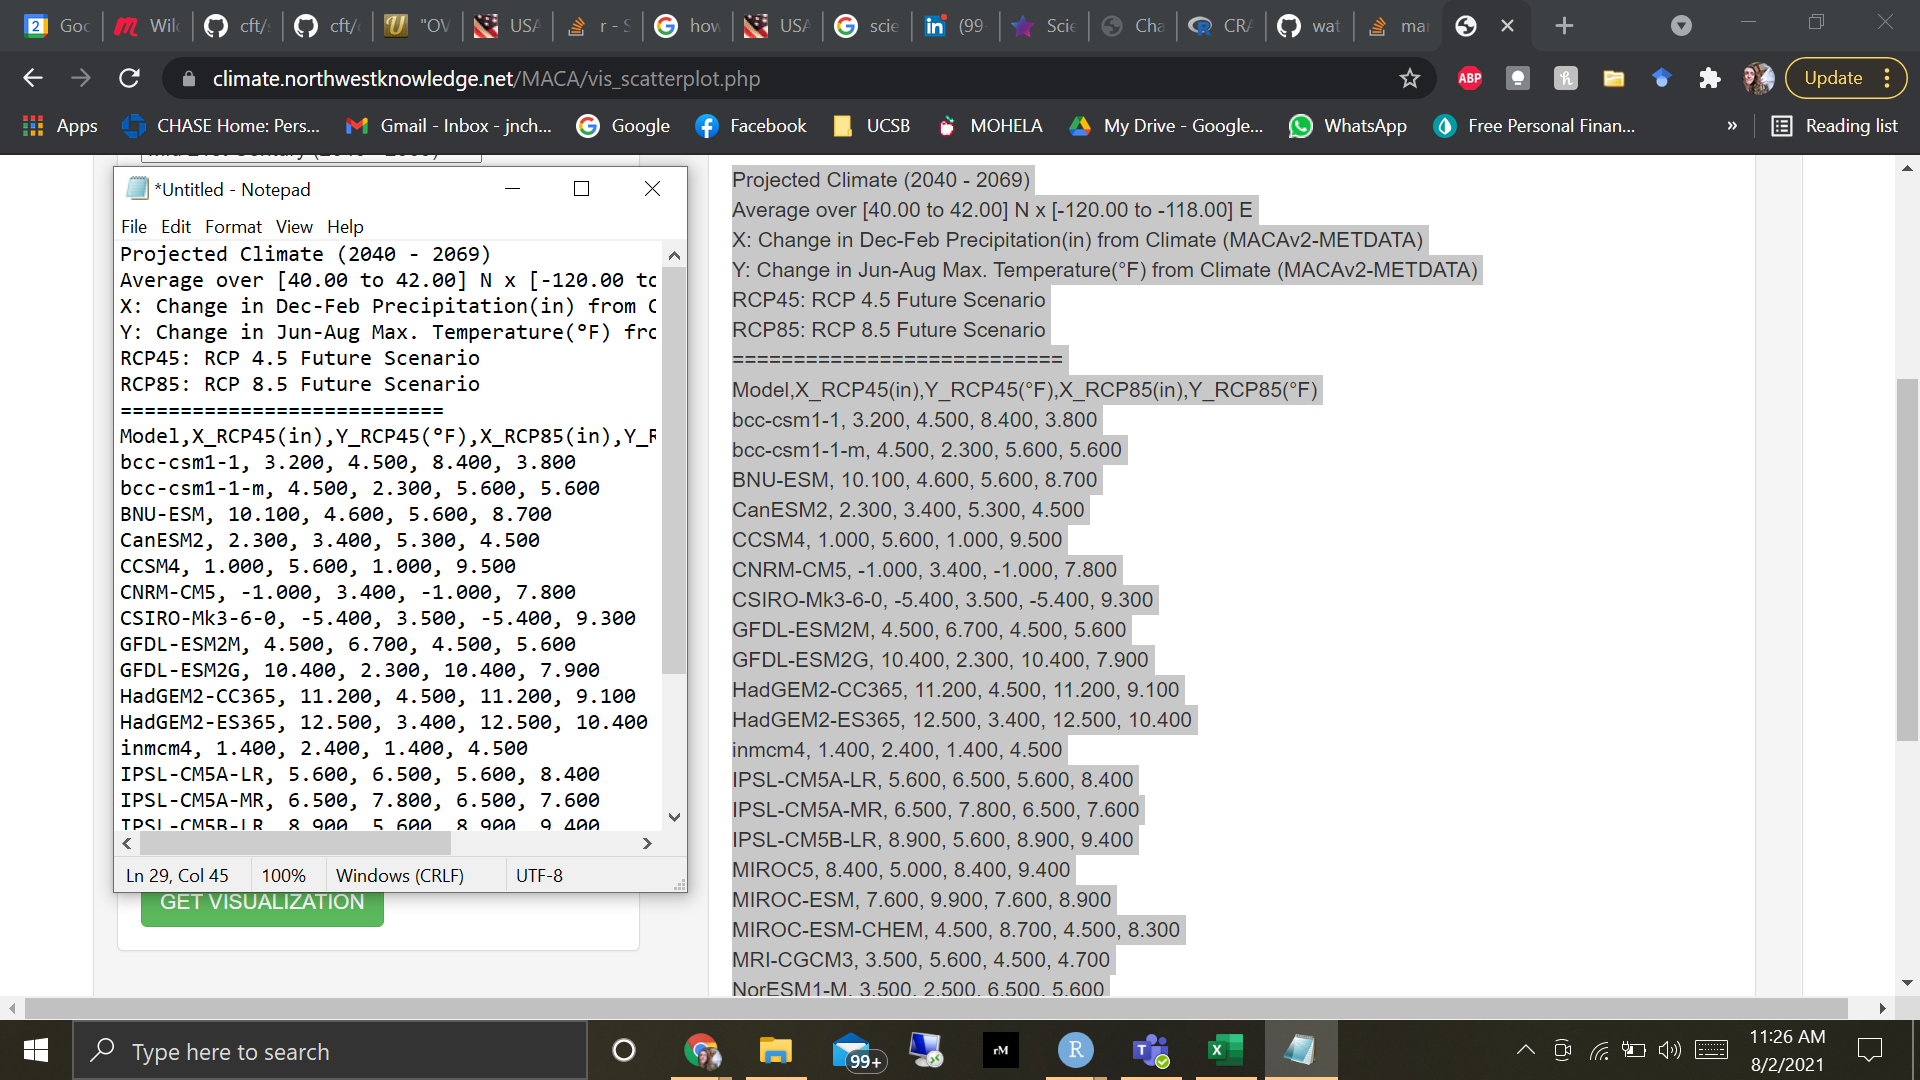 2 Goo
Wil
cft/
cft/
"OV
USA
r - S
how
USA
scie
(99
Scie
Cha
CRA
wat
mar
climate.northwestknowledge.net/MACA/vis_scatterplot.php
ABP
Update
Apps
CHASE Home: Pers...
Gmail - Inbox - jnch...
Google
Facebook
UCSB
MOHELA
My Drive - Google...
WhatsApp
Free Personal Finan...
»
Reading list
*Untitled - Notepad
File Edit Format View Help
Projected Climate (2040 - 2069)
Average over [40.00 to 42.00] N x [-120.00 to
X: Change in Dec-Feb Precipitation(in) from C
Y: Change in Jun-Aug Max. Temperature(°F) fro
RCP45: RCP 4.5 Future Scenario
RCP85: RCP 8.5 Future Scenario
===========================
Model,X_RCP45(in),Y_RCP45(°F),X_RCP85(in),Y_R
bcc-csm1-1, 3.200, 4.500, 8.400, 3.800
bcc-csm1-1-m, 4.500, 2.300, 5.600, 5.600
BNU-ESM, 10.100, 4.600, 5.600, 8.700
CanESM2, 2.300, 3.400, 5.300, 4.500
CCSM4, 1.000, 5.600, 1.000, 9.500
CNRM-CM5, -1.000, 3.400, -1.000, 7.800
CSIRO-Mk3-6-0, -5.400, 3.500, -5.400, 9.300
GFDL-ESM2M, 4.500, 6.700, 4.500, 5.600
GFDL-ESM2G, 10.400, 2.300, 10.400, 7.900
HadGEM2-CC365, 11.200, 4.500, 11.200, 9.100
HadGEM2-ES365, 12.500, 3.400, 12.500, 10.400
inmcm4, 1.400, 2.400, 1.400, 4.500
IPSL-CM5A-LR, 5.600, 6.500, 5.600, 8.400
IPSL-CM5A-MR, 6.500, 7.800, 6.500, 7.600
IPSL-CM5B-LR, 8.900, 5.600, 8.900, 9.400
Ln 29, Col 45
100%
Windows (CRLF)
UTF-8
GET VISUALIZATION
Projected Climate (2040 - 2069)
Average over [40.00 to 42.00] N x [-120.00 to -118.00] E
X: Change in Dec-Feb Precipitation(in) from Climate (MACAv2-METDATA)
Y: Change in Jun-Aug Max. Temperature(°F) from Climate (MACAv2-METDATA)
RCP45: RCP 4.5 Future Scenario
RCP85: RCP 8.5 Future Scenario
===========================
Model,X_RCP45(in),Y_RCP45(°F),X_RCP85(in),Y_RCP85(°F)
bcc-csm1-1, 3.200, 4.500, 8.400, 3.800
bcc-csm1-1-m, 4.500, 2.300, 5.600, 5.600
BNU-ESM, 10.100, 4.600, 5.600, 8.700
CanESM2, 2.300, 3.400, 5.300, 4.500
CCSM4, 1.000, 5.600, 1.000, 9.500
CNRM-CM5, -1.000, 3.400, -1.000, 7.800
CSIRO-Mk3-6-0, -5.400, 3.500, -5.400, 9.300
GFDL-ESM2M, 4.500, 6.700, 4.500, 5.600
GFDL-ESM2G, 10.400, 2.300, 10.400, 7.900
HadGEM2-CC365, 11.200, 4.500, 11.200, 9.100
HadGEM2-ES365, 12.500, 3.400, 12.500, 10.400
inmcm4, 1.400, 2.400, 1.400, 4.500
IPSL-CM5A-LR, 5.600, 6.500, 5.600, 8.400
IPSL-CM5A-MR, 6.500, 7.800, 6.500, 7.600
IPSL-CM5B-LR, 8.900, 5.600, 8.900, 9.400
MIROC5, 8.400, 5.000, 8.400, 9.400
MIROC-ESM, 7.600, 9.900, 7.600, 8.900
MIROC-ESM-CHEM, 4.500, 8.700, 4.500, 8.300
MRI-CGCM3, 3.500, 5.600, 4.500, 4.700
NorESM1-M, 3.500, 2.500, 6.500, 5.600
Type here to search
99+
rM
R
11:26 AM
8/2/2021